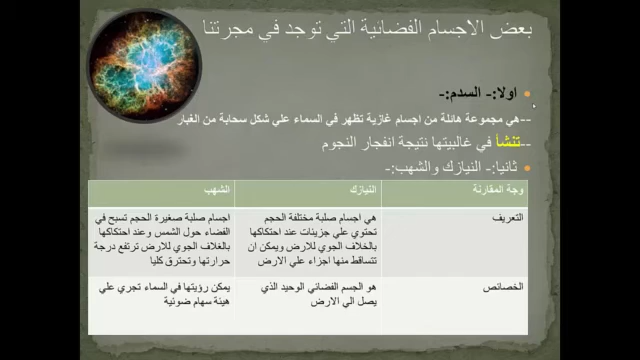 بعض الاجسام الفضائية التي توجد في مجرتنا
اولا:- السدم:-
--هي مجموعة هائلة من اجسام غازية تظهر في السماء علي شكل سحابة من الغبار
--تنشأ في غالبيتها نتيجة انفجار النجوم
ثانيا:- النيازك والشهب:-
وجة المقارنة النيازك الشهب
التعريف
هي اجسام صلبة مختلفة الحجم
تحتوي علي جزيئات عند احتكاكها
بالخلاف الجوي للارض ويمكن ان
تتساقط منها اجزاء علي الارض
اجسام صلبة صغيرة الحجم تسبح في
الفضاء حول الشمس وعند احتكاكها
بالغلاف الجوي للارض ترتفع درجة
حرارتها وتحترق كليا
الخصائص
هو الجسم الفضائي الوحيد الذي
يصل الي الارض
يمكن رؤيتها في السماء تجري علي
هيئة سهام ضوئية